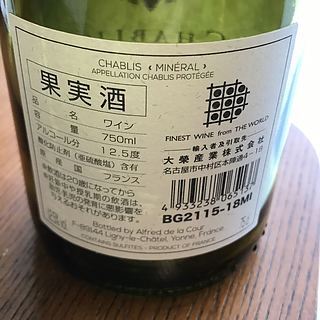 CHABLIS « MINÉRAL »
APPELLATION CHABLIS PROTÉGÉE
果実酒
品 名 ワイン
容 量 750ml
アルコール分 12.5度
酸化防止剤（亜硫酸塩）含有
原 産 国 フランス
FINEST WINE from THE WORLD
輸入者及引取先
大榮産業株式会社
名古屋市中村区本陣通4-18
BG2115-18MI
Bottled by Alfred de la Cour
F-89144 Ligny-le-Châtel, Yonne, France
CONTAINS SULFITES - PRODUCT OF FRANCE